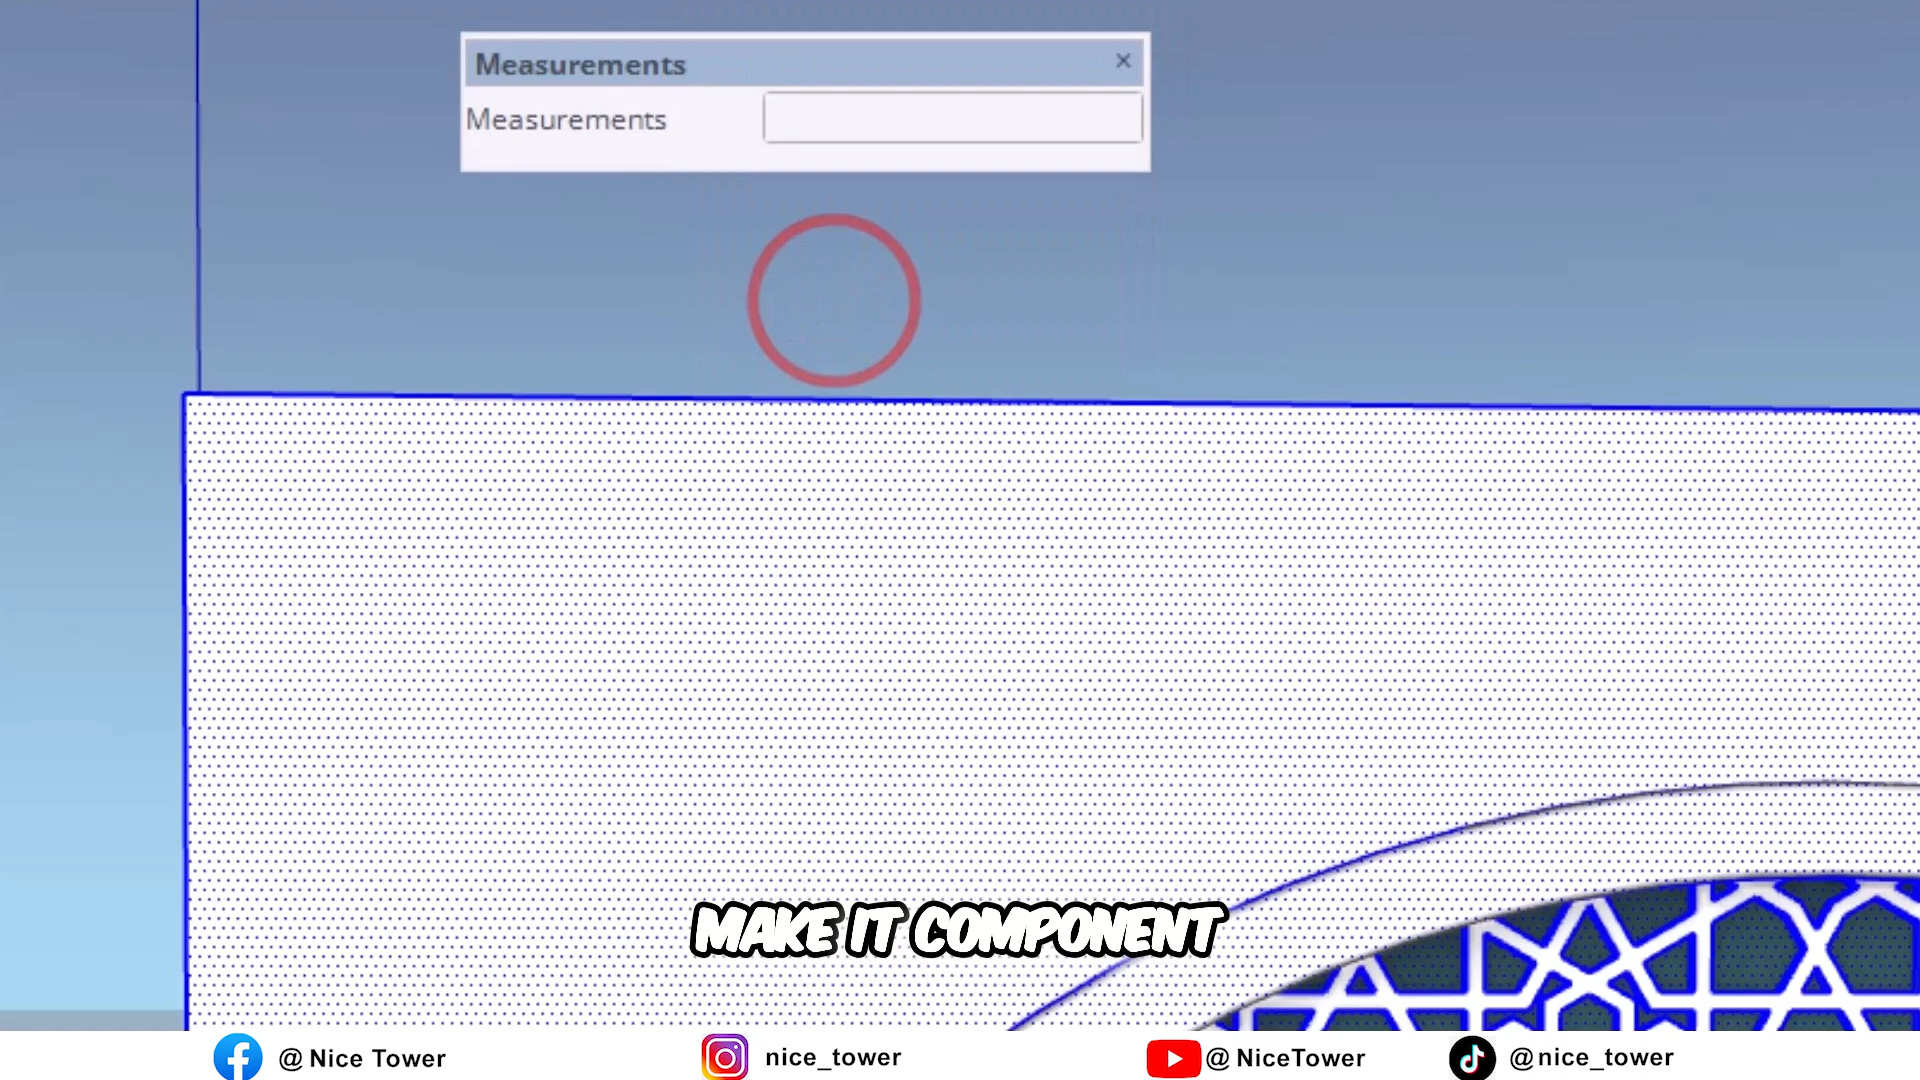 Measurements
Measurements
MAKE IT COMPONENT
@ Nice Tower
nice_tower
@ NiceTower
@nice_tower